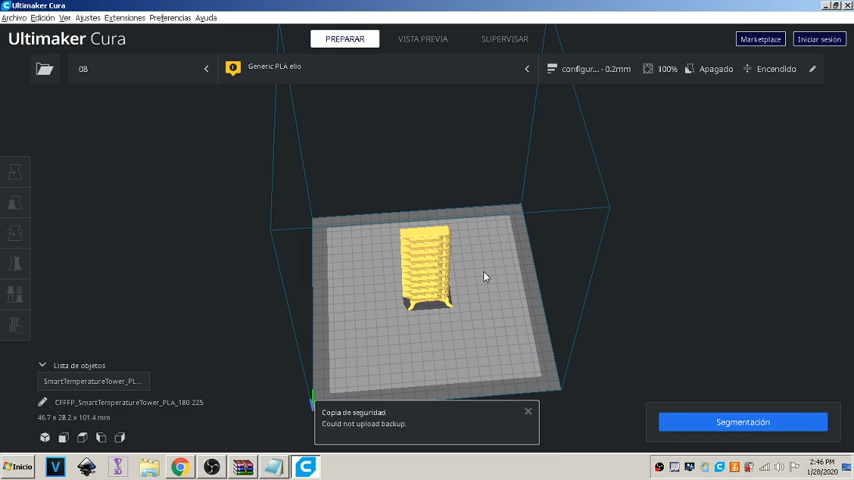 Ultimaker Cura
Archivo Edición Ver Ajustes Extensiones Preferencias Ayuda
Ultimaker Cura
PREPARAR
VISTA PREVIA
SUPERVISAR
Marketplace
Iniciar sesión
08
Generic PLA elio
configur... - 0.2mm
100%
Apagado
Encendido
Lista de objetos
SmartTemperatureTower_PL...
CFFFP_SmartTemperatureTower_PLA_180 225
46.7 x 28.2 x 101.4 mm
Copia de seguridad
Could not upload backup.
Segmentación
Inicio
2:46 PM
1/28/2020